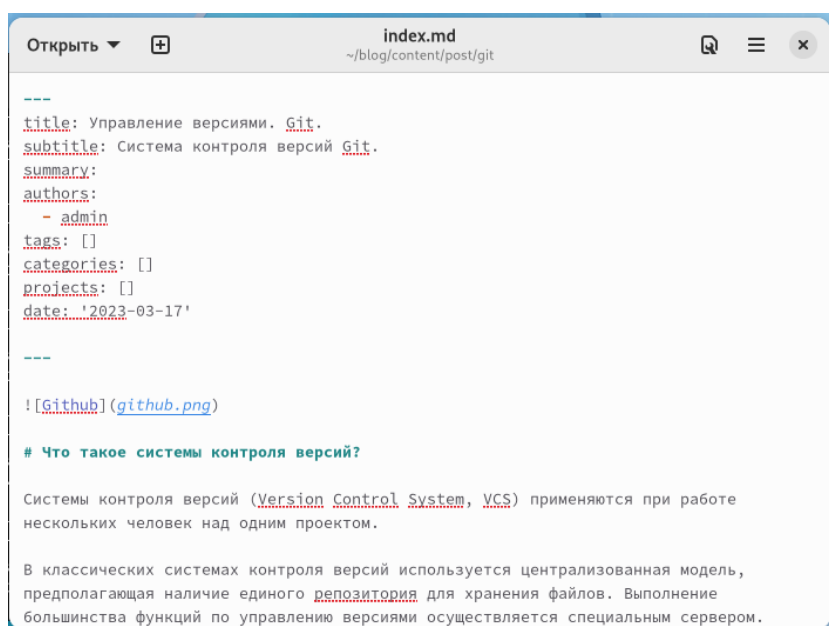 Открыть
index.md
~/blog/content/post/git
---
title: Управление версиями. Git.
subtitle: Система контроля версий Git.
summary:
authors:
  - admin
tags: []
categories: []
projects: []
date: '2023-03-17'
---
![Github](github.png)
# Что такое системы контроля версий?
Системы контроля версий (Version Control System, VCS) применяются при работе
нескольких человек над одним проектом.
В классических системах контроля версий используется централизованная модель,
предполагающая наличие единого репозитория для хранения файлов. Выполнение
большинства функций по управлению версиями осуществляется специальным сервером.